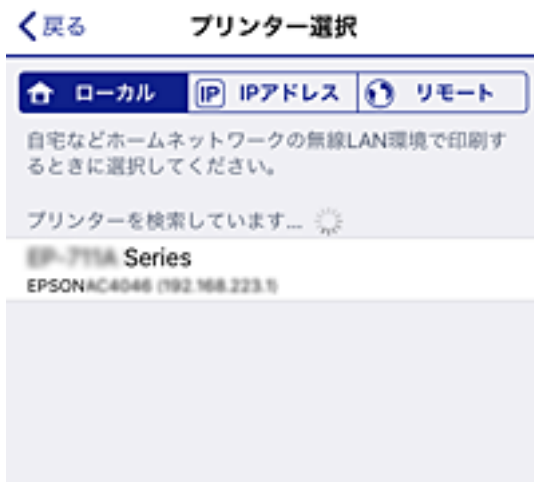 戻る プリンター選択
ローカル IP IPアドレス リモート
自宅などホームネットワークの無線LAN環境で印刷す
るときに選択してください。
プリンターを検索しています...
Series
EPSON